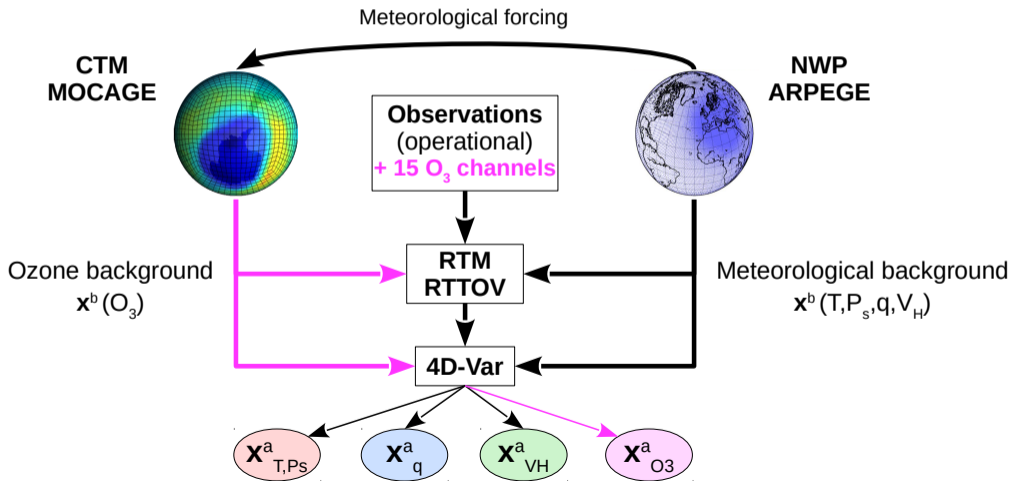 Meteorological forcing
CTM
MOCAGE
NWP
ARPEGE
Observations
(operational)
+ 15 O₃ channels
RTM
RTTOV
Ozone background
xᵇ(O₃)
Meteorological background
xᵇ(T,Pₛ,q,V_H)
4D-Var
xᵃ T,Ps
xᵃ q
xᵃ VH
xᵃ O3